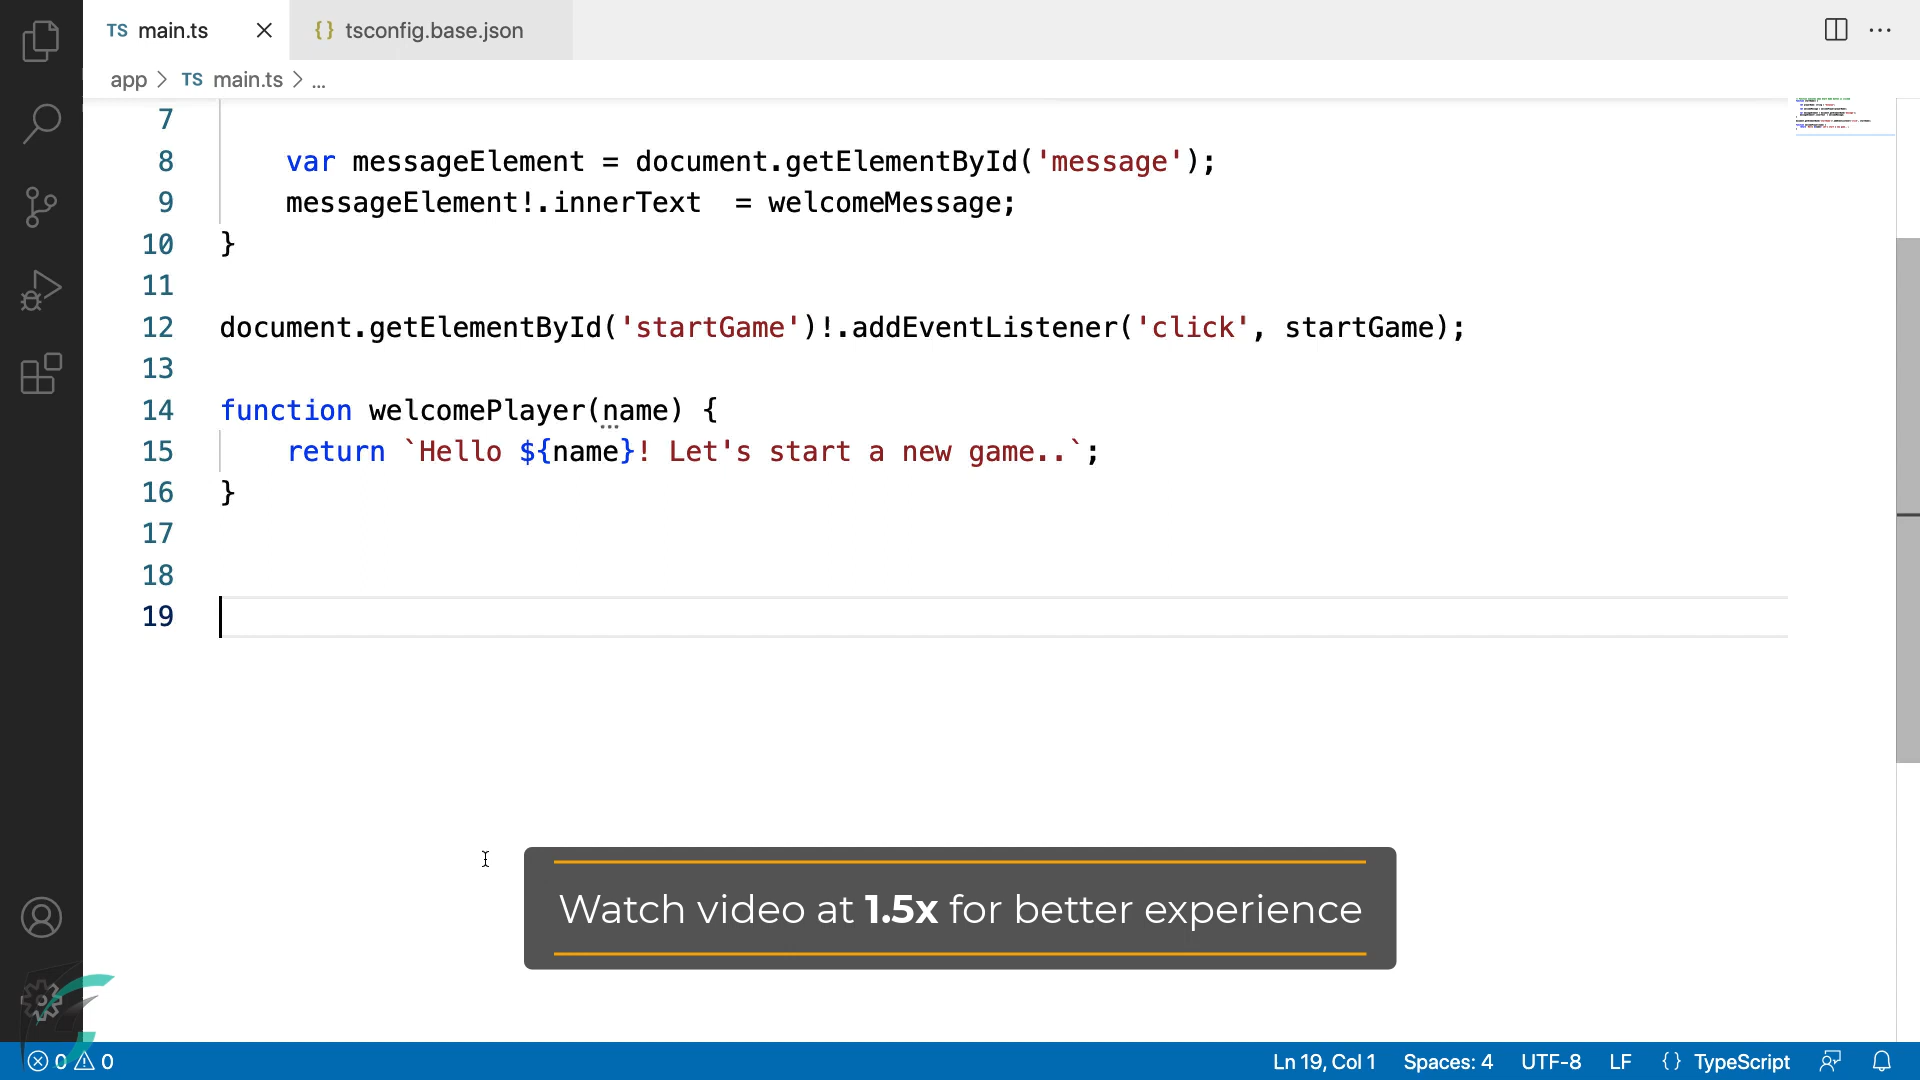 TS main.ts
{} tsconfig.base.json
app > TS main.ts > ...
7
8 var messageElement = document.getElementById('message');
9 messageElement!.innerText = welcomeMessage;
10 }
11
12 document.getElementById('startGame')!.addEventListener('click', startGame);
13
14 function welcomePlayer(name) {
15 return `Hello ${name}! Let's start a new game..`;
16 }
17
18
19
Watch video at 1.5x for better experience
0 0 Ln 19, Col 1 Spaces: 4 UTF-8 LF {} TypeScript